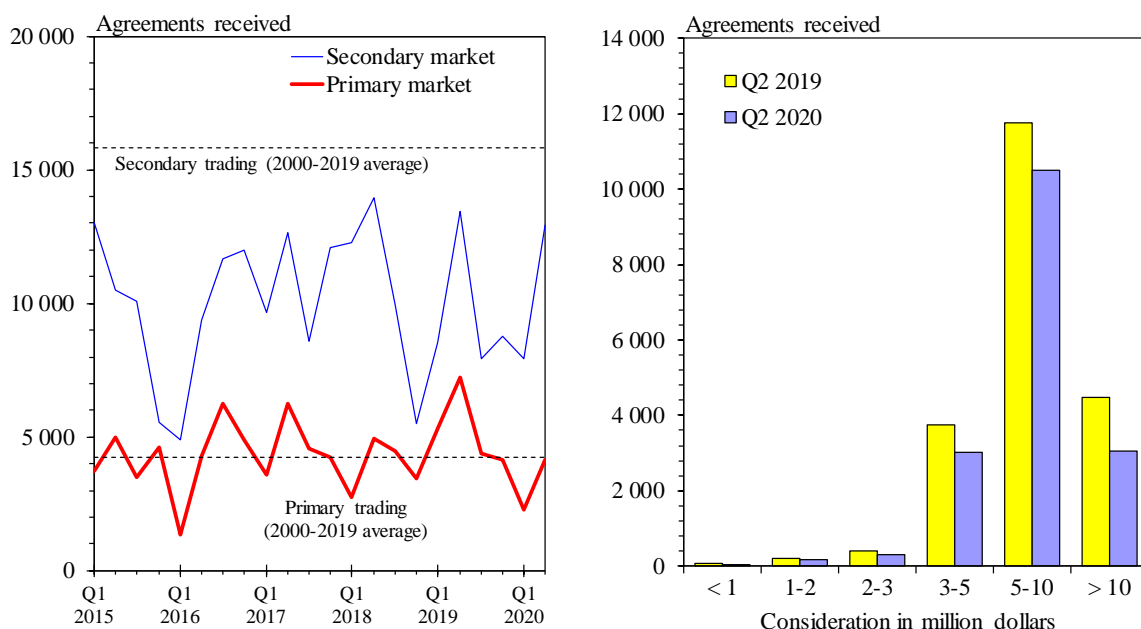 Agreements received
20 000
15 000
10 000
5 000
0
Secondary market
Primary market
Secondary trading (2000-2019 average)
Primary trading
(2000-2019 average)
Q1 Q1 Q1 Q1 Q1 Q1
2015 2016 2017 2018 2019 2020
Agreements received
14 000
12 000
10 000
8 000
6 000
4 000
2 000
0
Q2 2019
Q2 2020
< 1 1-2 2-3 3-5 5-10 > 10
Consideration in million dollars